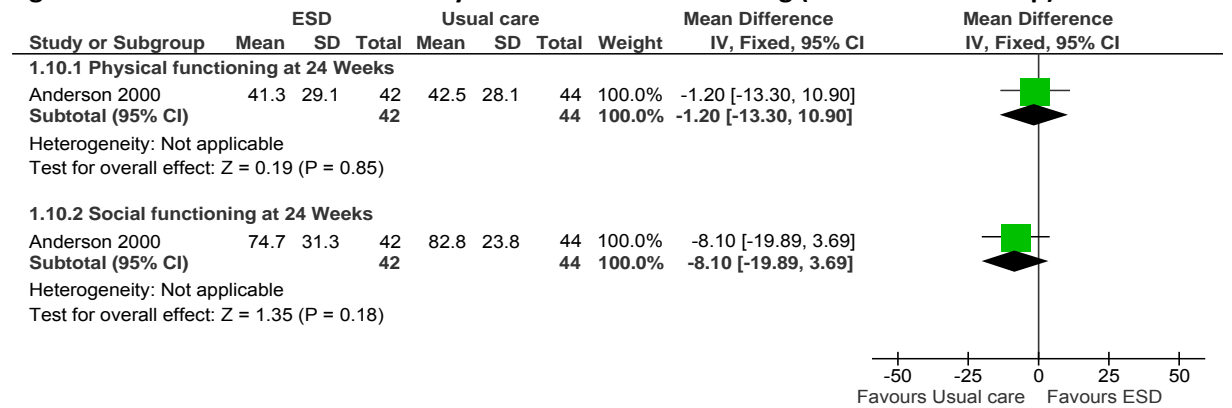 ESD Usual care Mean Difference Mean Difference
Study or Subgroup Mean SD Total Mean SD Total Weight IV, Fixed, 95% CI IV, Fixed, 95% CI
1.10.1 Physical functioning at 24 Weeks
Anderson 2000 41.3 29.1 42 42.5 28.1 44 100.0% -1.20 [-13.30, 10.90]
Subtotal (95% CI) 42 44 100.0% -1.20 [-13.30, 10.90]
Heterogeneity: Not applicable
Test for overall effect: Z = 0.19 (P = 0.85)
1.10.2 Social functioning at 24 Weeks
Anderson 2000 74.7 31.3 42 82.8 23.8 44 100.0% -8.10 [-19.89, 3.69]
Subtotal (95% CI) 42 44 100.0% -8.10 [-19.89, 3.69]
Heterogeneity: Not applicable
Test for overall effect: Z = 1.35 (P = 0.18)
-50 -25 0 25 50
Favours Usual care Favours ESD